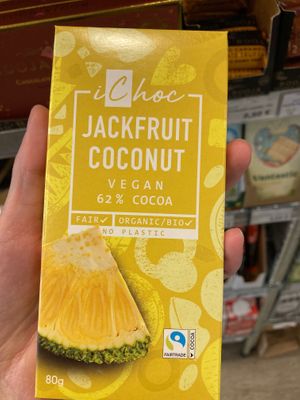 iChoc
JACKFRUIT
COCONUT
VEGAN
62% COCOA
FAIR ✓ ORGANIC/BIO ✓
NO PLASTIC
FAIRTRADE
COCOA
80g